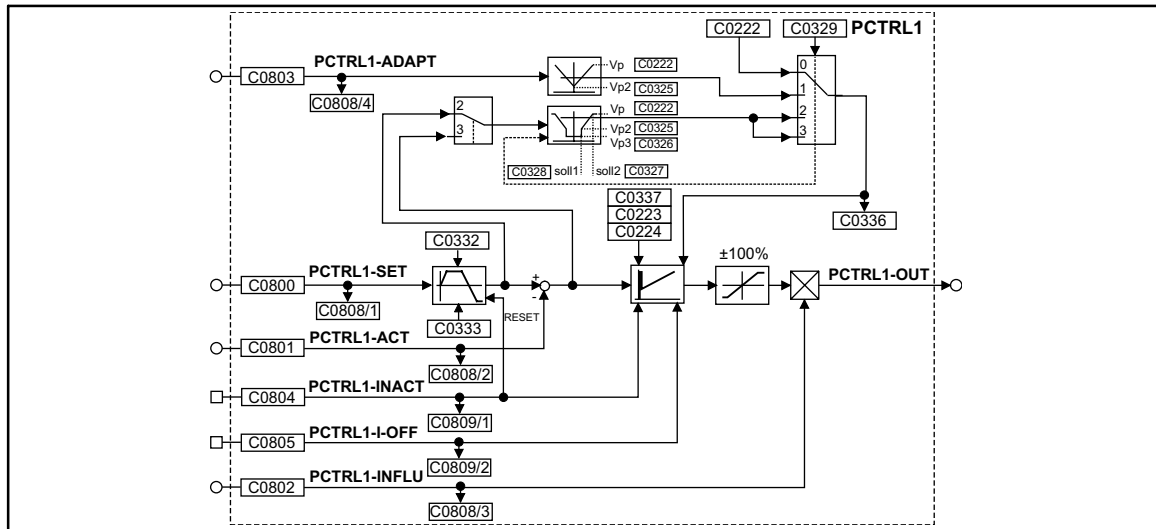 C0222
C0329
PCTRL1
C0803
PCTRL1-ADAPT
C0808/4
Vp
C0222
Vp2
C0325
0
1
2
3
2
3
Vp
C0222
Vp2
C0325
Vp3
C0326
C0328
soll1
soll2
C0327
C0337
C0223
C0224
C0336
C0332
C0800
PCTRL1-SET
C0808/1
C0333
RESET
+
-
±100%
PCTRL1-OUT
C0801
PCTRL1-ACT
C0808/2
C0804
PCTRL1-INACT
C0809/1
C0805
PCTRL1-I-OFF
C0809/2
C0802
PCTRL1-INFLU
C0808/3